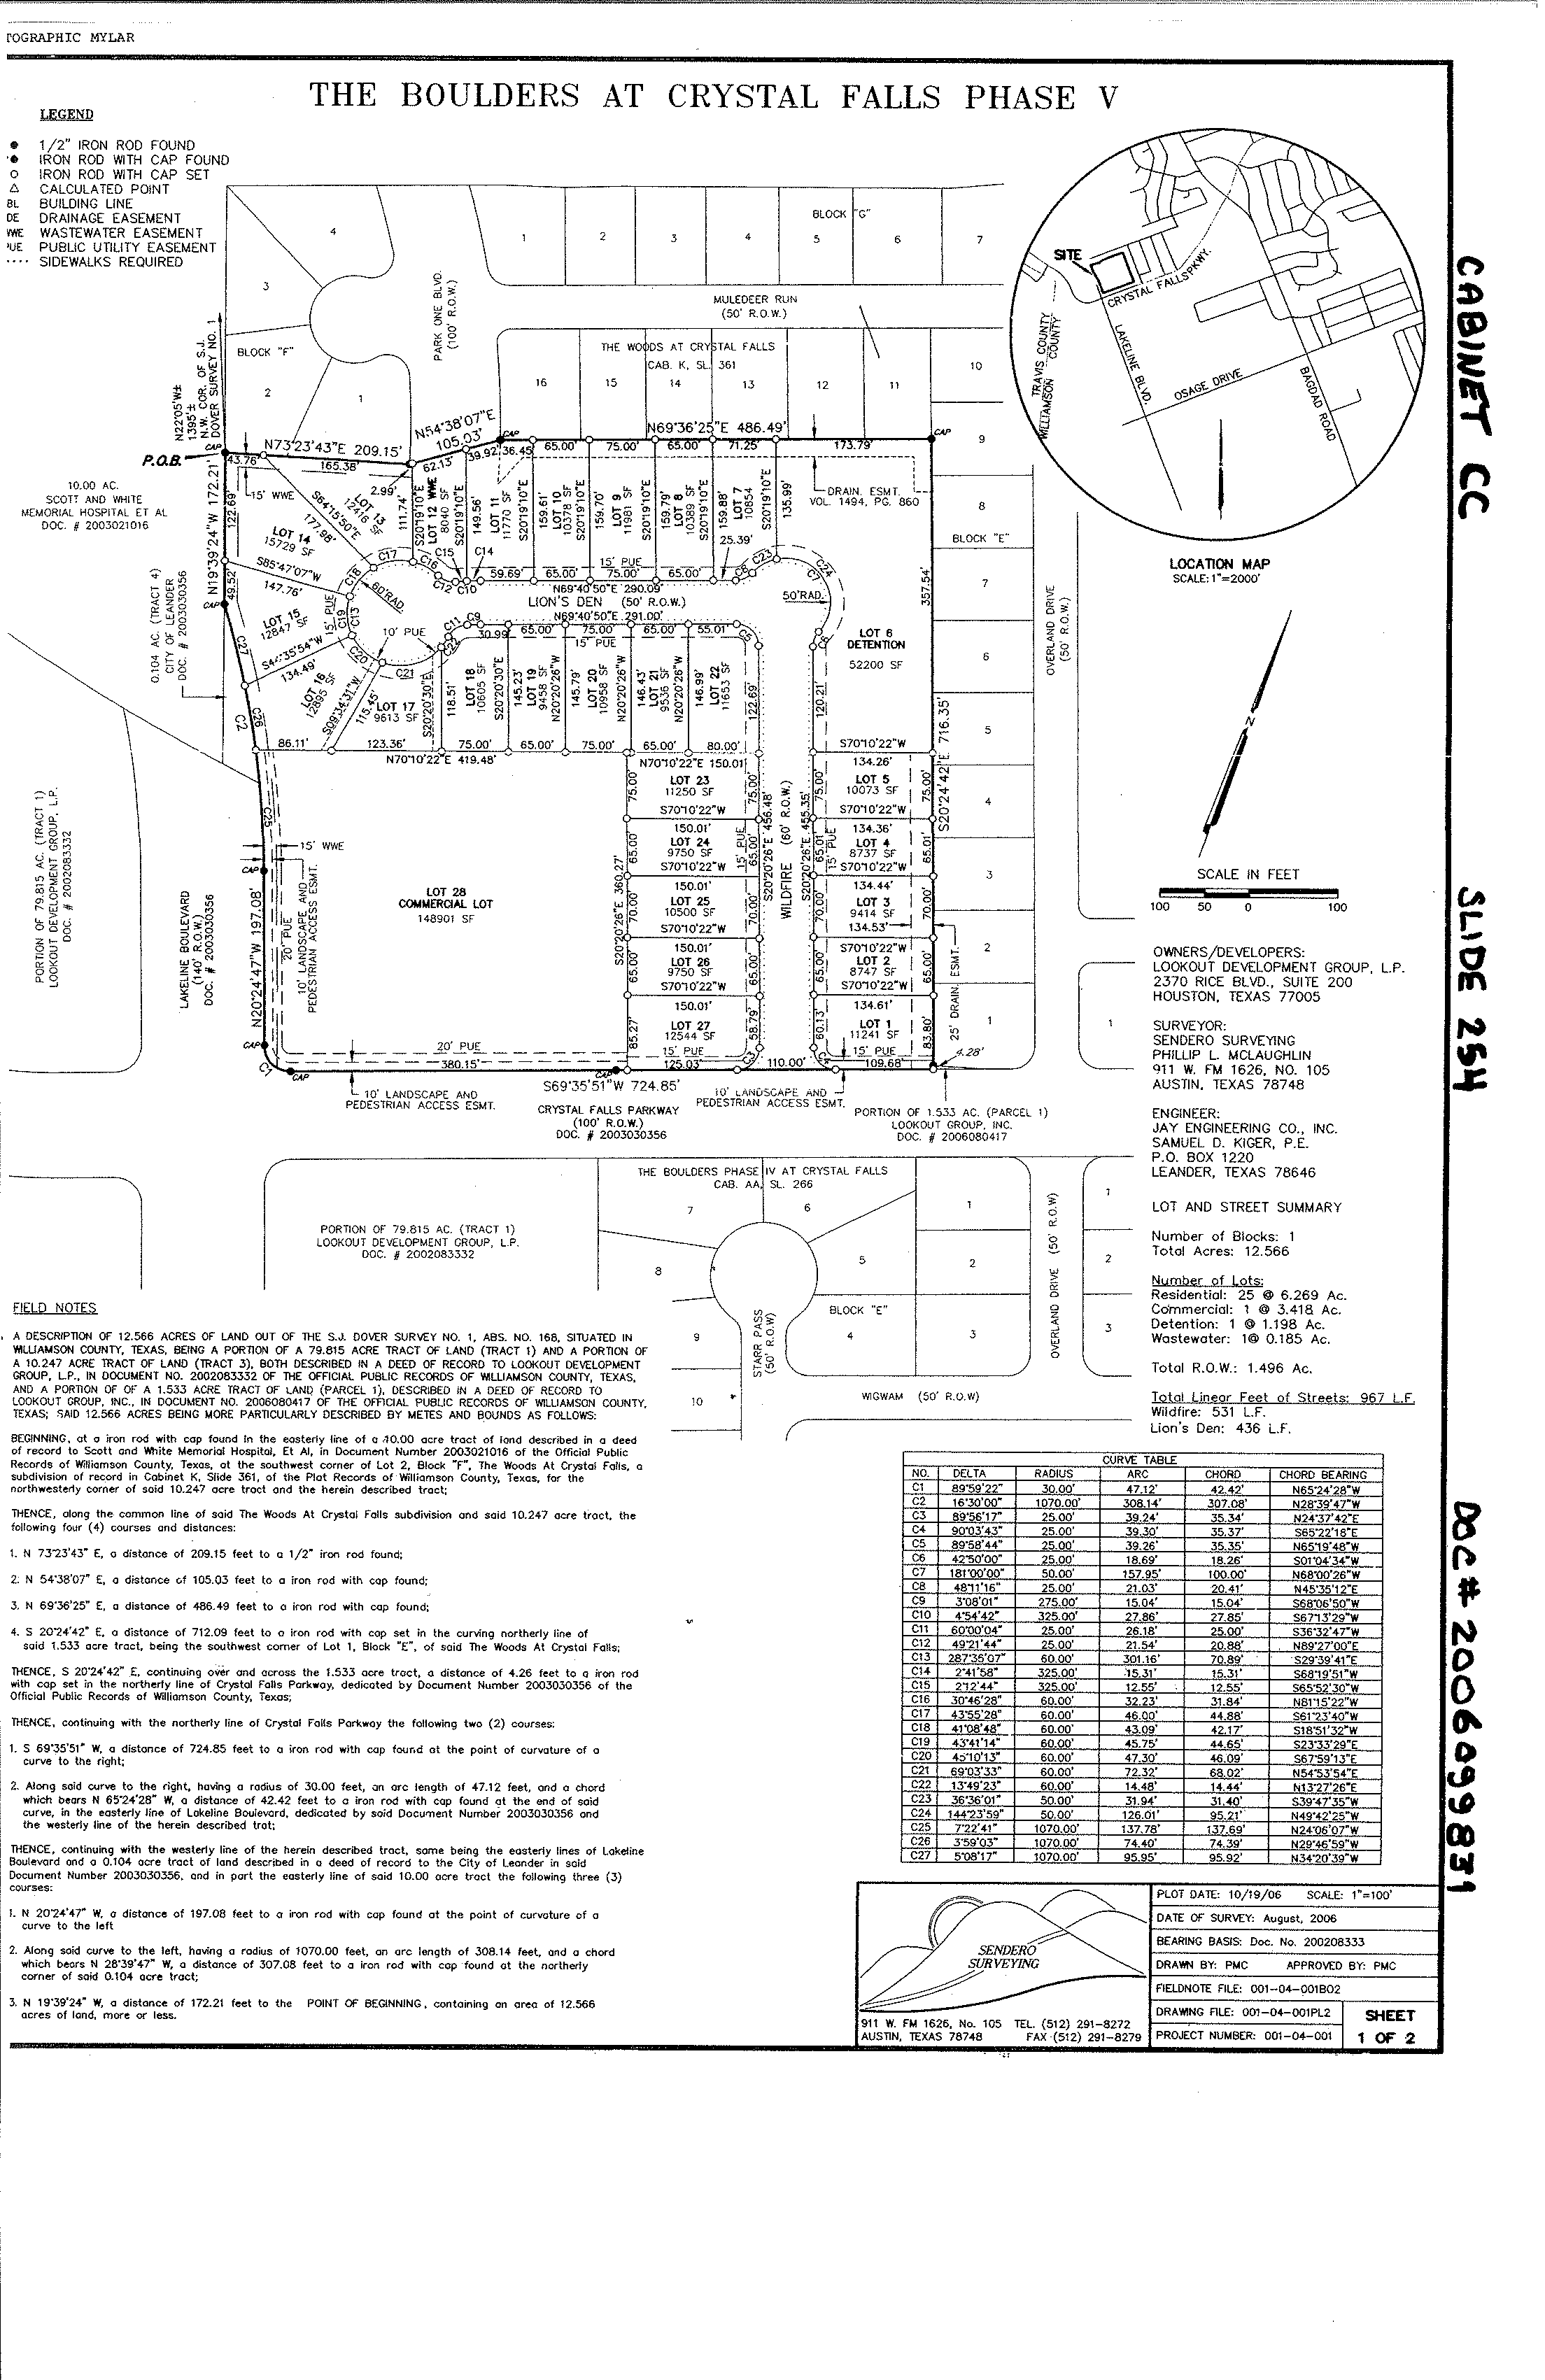 TOGRAPHIC MYLAR
THE BOULDERS AT CRYSTAL FALLS PHASE V
LEGEND
1/2" IRON ROD FOUND
IRON ROD WITH CAP FOUND
IRON ROD WITH CAP SET
CALCULATED POINT
BL BUILDING LINE
DE DRAINAGE EASEMENT
WWE WASTEWATER EASEMENT
PUE PUBLIC UTILITY EASEMENT
.... SIDEWALKS REQUIRED
BLOCK "G"
4
3
1
2
3
4
5
6
7
PARK ONE BLVD.
(100' R.O.W.)
MULEDEER RUN
(50' R.O.W.)
THE WOODS AT CRYSTAL FALLS
CAB. K, SL. 361
BLOCK "F"
2
1
16
15
14
13
12
11
10
9
8
BLOCK "E"
7
6
5
4
3
2
1
1
OVERLAND DRIVE
(50' R.O.W.)
N22°05'W±
1395'±
N.W. COR. OF S.J.
DOVER SURVEY NO. 1
P.O.B.
10.00 AC.
SCOTT AND WHITE
MEMORIAL HOSPITAL ET AL
DOC. # 2003021016
0.104 AC. (TRACT 4)
CITY OF LEANDER
DOC. # 2003030356
N73°23'43"E 209.15'
N54°38'07"E
105.03'
N69°36'25"E 486.49'
43.76'
165.38'
62.13'
39.92'
36.45'
65.00'
75.00'
65.00'
71.25'
173.79'
N19°39'24"W 172.21'
122.69'
49.52'
15' WWE
2.99'
S64°15'50"E
177.98'
LOT 13
12416 SF
111.74'
S20°19'10"E
LOT 12 WWE
8040 SF
S20°19'10"E
149.56'
LOT 11
11770 SF
S20°19'10"E
159.61'
LOT 10
10378 SF
S20°19'10"E
159.70'
LOT 9
11981 SF
S20°19'10"E
159.79'
LOT 8
10389 SF
S20°19'10"E
159.88'
LOT 7
10854
S20°19'10"E
135.99'
DRAIN. ESMT.
VOL. 1494, PG. 860
LOT 14
15729 SF
S85°47'07"W
147.76'
LOT 15
12847 SF
134.49'
LOT 16
12895 SF
S09°34'31"W
115.45'
LOT 17
9613 SF
60'RAD.
15' PUE
10' PUE
C17
C16
C15
C14
C12
C10
C18
C19
C13
C20
C21
C22
C11
C9
C8
C23
C7
C24
C6
C5
C27
C2
C26
C25
59.69'
65.00'
75.00'
65.00'
25.39'
15' PUE
N69°40'50"E 290.09'
LION'S DEN (50' R.O.W.)
N69°40'50"E 291.00'
30.99'
65.00'
75.00'
65.00'
55.01'
15' PUE
50'RAD.
LOT 6
DETENTION
52200 SF
357.54'
S20°24'42"E 716.35'
S20°20'30"E
118.51'
LOT 18
10605 SF
S20°20'30"E
145.23'
LOT 19
9458 SF
N20°20'26"W
145.79'
LOT 20
10958 SF
N20°20'26"W
146.43'
LOT 21
9536 SF
N20°20'26"W
146.99'
LOT 22
11653 SF
122.69'
120.21'
86.11'
123.36'
75.00'
65.00'
75.00'
65.00'
80.00'
N70°10'22"E 419.48'
N70°10'22"E 150.01'
LOT 23
11250 SF
S70°10'22"W
150.01'
LOT 24
9750 SF
S70°10'22"W
150.01'
LOT 25
10500 SF
S70°10'22"W
150.01'
LOT 26
9750 SF
S70°10'22"W
150.01'
LOT 27
12544 SF
15' PUE
125.03'
75.00'
65.00'
70.00'
65.00'
85.27'
S20°20'26"E 360.27'
75.00'
65.00'
70.00'
65.00'
58.79'
15' PUE
S20°20'26"E 456.48'
WILDFIRE (60' R.O.W.)
S20°20'26"E 455.35'
S70°10'22"W
134.26'
LOT 5
10073 SF
S70°10'22"W
134.36'
LOT 4
8737 SF
S70°10'22"W
134.44'
LOT 3
9414 SF
134.53'
S70°10'22"W
LOT 2
8747 SF
S70°10'22"W
134.61'
LOT 1
11241 SF
15' PUE
109.68'
75.00'
65.01'
70.00'
65.00'
60.13'
15' PUE
75.00'
65.01'
70.00'
65.00'
83.80'
4.28'
25' DRAIN. ESMT.
C3
C4
110.00'
LOT 28
COMMERCIAL LOT
148901 SF
15' WWE
10' LANDSCAPE AND
PEDESTRIAN ACCESS ESMT.
20' PUE
N20°24'47"W 197.08'
LAKELINE BOULEVARD
(140' R.O.W.)
DOC. # 20030356
PORTION OF 79.815 AC. (TRACT 1)
LOOKOUT DEVELOPMENT GROUP, L.P.
DOC. # 2002083332
20' PUE
380.15'
C1
CAP
S69°35'51"W 724.85'
10' LANDSCAPE AND
PEDESTRIAN ACCESS ESMT.
CRYSTAL FALLS PARKWAY
(100' R.O.W.)
DOC. # 2003030356
10' LANDSCAPE AND
PEDESTRIAN ACCESS ESMT.
PORTION OF 1.533 AC. (PARCEL 1)
LOOKOUT GROUP, INC.
DOC. # 2006080417
THE BOULDERS PHASE IV AT CRYSTAL FALLS
CAB. AA, SL. 266
7
6
8
5
BLOCK "E"
4
9
10
1
2
3
1
2
3
STARR PASS
(50' R.O.W)
OVERLAND DRIVE (50' R.O.W)
WIGWAM (50' R.O.W)
PORTION OF 79.815 AC. (TRACT 1)
LOOKOUT DEVELOPMENT GROUP, L.P.
DOC. # 2002083332
SITE
CRYSTAL FALLS PKWY.
TRAVIS COUNTY
WILLIAMSON COUNTY
LAKELINE BLVD.
OSAGE DRIVE
BAGDAD ROAD
LOCATION MAP
SCALE: 1"=2000'
N
SCALE IN FEET
100 50 0 100
OWNERS/DEVELOPERS:
LOOKOUT DEVELOPMENT GROUP, L.P.
2370 RICE BLVD., SUITE 200
HOUSTON, TEXAS 77005
SURVEYOR:
SENDERO SURVEYING
PHILLIP L. MCLAUGHLIN
911 W. FM 1626, NO. 105
AUSTIN, TEXAS 78748
ENGINEER:
JAY ENGINEERING CO., INC.
SAMUEL D. KIGER, P.E.
P.O. BOX 1220
LEANDER, TEXAS 78646
LOT AND STREET SUMMARY
Number of Blocks: 1
Total Acres: 12.566
Number of Lots:
Residential: 25 @ 6.269 Ac.
Commercial: 1 @ 3.418 Ac.
Detention: 1 @ 1.198 Ac.
Wastewater: 1@ 0.185 Ac.
Total R.O.W.: 1.496 Ac.
Total Linear Feet of Streets: 967 L.F.
Wildfire: 531 L.F.
Lion's Den: 436 L.F.
FIELD NOTES
A DESCRIPTION OF 12.566 ACRES OF LAND OUT OF THE S.J. DOVER SURVEY NO. 1, ABS. NO. 168, SITUATED IN
WILLIAMSON COUNTY, TEXAS, BEING A PORTION OF A 79.815 ACRE TRACT OF LAND (TRACT 1) AND A PORTION OF
A 10.247 ACRE TRACT OF LAND (TRACT 3), BOTH DESCRIBED IN A DEED OF RECORD TO LOOKOUT DEVELOPMENT
GROUP, L.P., IN DOCUMENT NO. 2002083332 OF THE OFFICIAL PUBLIC RECORDS OF WILLIAMSON COUNTY, TEXAS,
AND A PORTION OF OF A 1.533 ACRE TRACT OF LAND (PARCEL 1), DESCRIBED IN A DEED OF RECORD TO
LOOKOUT GROUP, INC., IN DOCUMENT NO. 2006080417 OF THE OFFICIAL PUBLIC RECORDS OF WILLIAMSON COUNTY,
TEXAS; SAID 12.566 ACRES BEING MORE PARTICULARLY DESCRIBED BY METES AND BOUNDS AS FOLLOWS:
BEGINNING, at a iron rod with cap found in the easterly line of a 10.00 acre tract of land described in a deed
of record to Scott and White Memorial Hospital, Et Al, in Document Number 2003021016 of the Official Public
Records of Williamson County, Texas, at the southwest corner of Lot 2, Block "F", The Woods At Crystal Falls, a
subdivision of record in Cabinet K, Slide 361, of the Plat Records of Williamson County, Texas, for the
northwesterly corner of said 10.247 acre tract and the herein described tract;
THENCE, along the common line of said The Woods At Crystal Falls subdivision and said 10.247 acre tract, the
following four (4) courses and distances:
1. N 73°23'43" E, a distance of 209.15 feet to a 1/2" iron rod found;
2. N 54°38'07" E, a distance of 105.03 feet to a iron rod with cap found;
3. N 69°36'25" E, a distance of 486.49 feet to a iron rod with cap found;
4. S 20°24'42" E, a distance of 712.09 feet to a iron rod with cap set in the curving northerly line of
said 1.533 acre tract, being the southwest corner of Lot 1, Block "E", of said The Woods At Crystal Falls;
THENCE, S 20°24'42" E, continuing over and across the 1.533 acre tract, a distance of 4.26 feet to a iron rod
with cap set in the northerly line of Crystal Falls Parkway, dedicated by Document Number 2003030356 of the
Official Public Records of Williamson County, Texas;
THENCE, continuing with the northerly line of Crystal Falls Parkway the following two (2) courses:
1. S 69°35'51" W, a distance of 724.85 feet to a iron rod with cap found at the point of curvature of a
curve to the right;
2. Along said curve to the right, having a radius of 30.00 feet, an arc length of 47.12 feet, and a chord
which bears N 65°24'28" W, a distance of 42.42 feet to a iron rod with cap found at the end of said
curve, in the easterly line of Lakeline Boulevard, dedicated by said Document Number 2003030356 and
the westerly line of the herein described trat;
THENCE, continuing with the westerly line of the herein described tract, same being the easterly lines of Lakeline
Boulevard and a 0.104 acre tract of land described in a deed of record to the City of Leander in said
Document Number 2003030356, and in part the easterly line of said 10.00 acre tract the following three (3)
courses:
1. N 20°24'47" W, a distance of 197.08 feet to a iron rod with cap found at the point of curvature of a
curve to the left
2. Along said curve to the left, having a radius of 1070.00 feet, an arc length of 308.14 feet, and a chord
which bears N 28°39'47" W, a distance of 307.08 feet to a iron rod with cap found at the northerly
corner of said 0.104 acre tract;
3. N 19°39'24" W, a distance of 172.21 feet to the POINT OF BEGINNING, containing an area of 12.566
acres of land, more or less.
CURVE TABLE
NO. DELTA RADIUS ARC CHORD CHORD BEARING
C1 89°59'22" 30.00' 47.12' 42.42' N65°24'28"W
C2 16°30'00" 1070.00' 308.14' 307.08' N28°39'47"W
C3 89°56'17" 25.00' 39.24' 35.34' N24°37'42"E
C4 90°03'43" 25.00' 39.30' 35.37' S65°22'18"E
C5 89°58'44" 25.00' 39.26' 35.35' N65°19'48"W
C6 42°50'00" 25.00' 18.69' 18.26' S01°04'34"W
C7 181°00'00" 50.00' 157.95' 100.00' N68°00'26"W
C8 48°11'16" 25.00' 21.03' 20.41' N45°35'12"E
C9 3°08'01" 275.00' 15.04' 15.04' S68°06'50"W
C10 4°54'42" 325.00' 27.86' 27.85' S67°13'29"W
C11 60°00'04" 25.00' 26.18' 25.00' S36°32'47"W
C12 49°21'44" 25.00' 21.54' 20.88' N89°27'00"E
C13 287°35'07" 60.00' 301.16' 70.89' S29°39'41"E
C14 2°41'58" 325.00' 15.31' 15.31' S68°19'51"W
C15 2°12'44" 325.00' 12.55' 12.55' S65°52'30"W
C16 30°46'28" 60.00' 32.23' 31.84' N81°15'22"W
C17 43°55'28" 60.00' 46.00' 44.88' S61°23'40"W
C18 41°08'48" 60.00' 43.09' 42.17' S18°51'32"W
C19 43°41'14" 60.00' 45.75' 44.65' S23°33'29"E
C20 45°10'13" 60.00' 47.30' 46.09' S67°59'13"E
C21 69°03'33" 60.00' 72.32' 68.02' N54°53'54"E
C22 13°49'23" 60.00' 14.48' 14.44' N13°27'26"E
C23 36°36'01" 50.00' 31.94' 31.40' S39°47'35"W
C24 144°23'59" 50.00' 126.01' 95.21' N49°42'25"W
C25 7°22'41" 1070.00' 137.78' 137.69' N24°06'07"W
C26 3°59'03" 1070.00' 74.40' 74.39' N29°46'59"W
C27 5°08'17" 1070.00' 95.95' 95.92' N34°20'39"W
SENDERO
SURVEYING
911 W. FM 1626, No. 105 TEL. (512) 291-8272
AUSTIN, TEXAS 78748 FAX (512) 291-8279
PLOT DATE: 10/19/06 SCALE: 1"=100'
DATE OF SURVEY: August, 2006
BEARING BASIS: Doc. No. 200208333
DRAWN BY: PMC APPROVED BY: PMC
FIELDNOTE FILE: 001-04-001BO2
DRAWING FILE: 001-04-001PL2
PROJECT NUMBER: 001-04-001
SHEET
1 OF 2
CABINET CC SLIDE 254 DOC# 2006099831